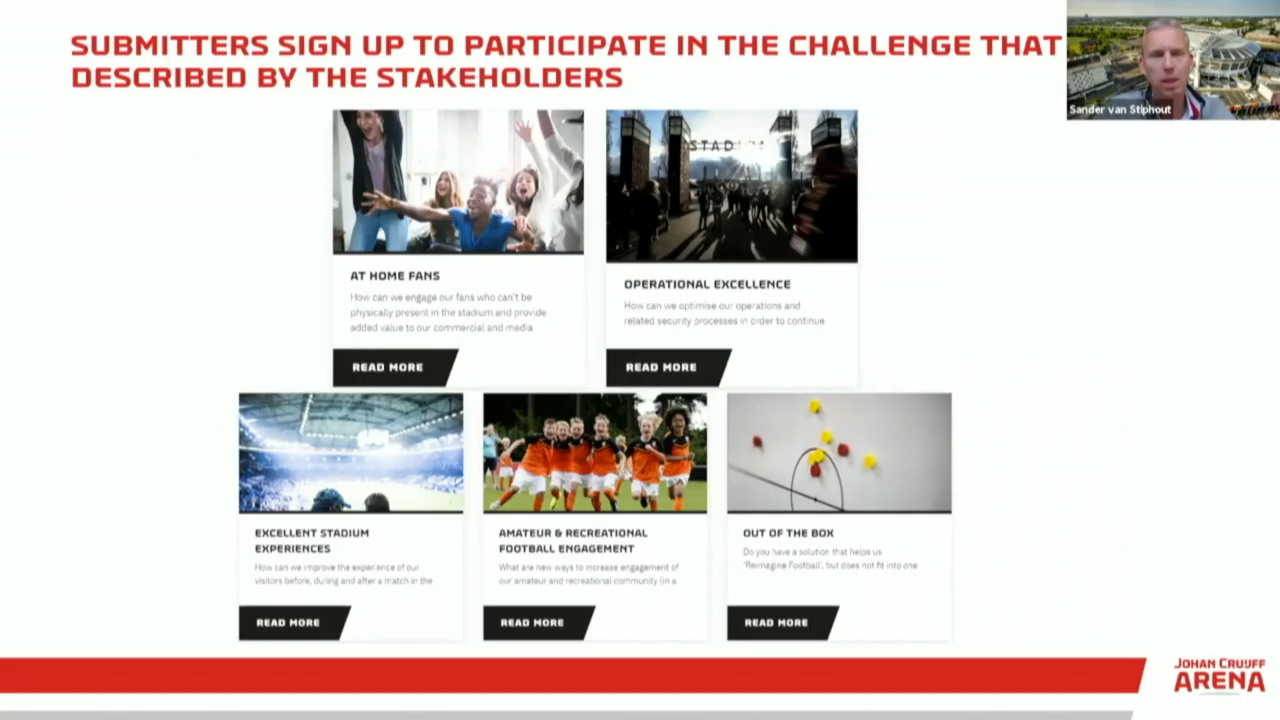 SUBMITTERS SIGN UP TO PARTICIPATE IN THE CHALLENGE THAT
DESCRIBED BY THE STAKEHOLDERS
Sander van Stiphout
STADION
AT HOME FANS
How can we engage our fans who can't be
physically present in the stadium and provide
added value to our commercial and media
READ MORE
OPERATIONAL EXCELLENCE
How can we optimise our operations and
related security processes in order to continue
READ MORE
EXCELLENT STADIUM
EXPERIENCES
How can we improve the experience of our
visitors before, during and after a match in the
READ MORE
AMATEUR & RECREATIONAL
FOOTBALL ENGAGEMENT
What are new ways to increase engagement of
our amateur and recreational community (in a
READ MORE
OUT OF THE BOX
Do you have a solution that helps us
'Reimagine Football', but does not fit into one
READ MORE
JOHAN CRUIJFF
ARENA